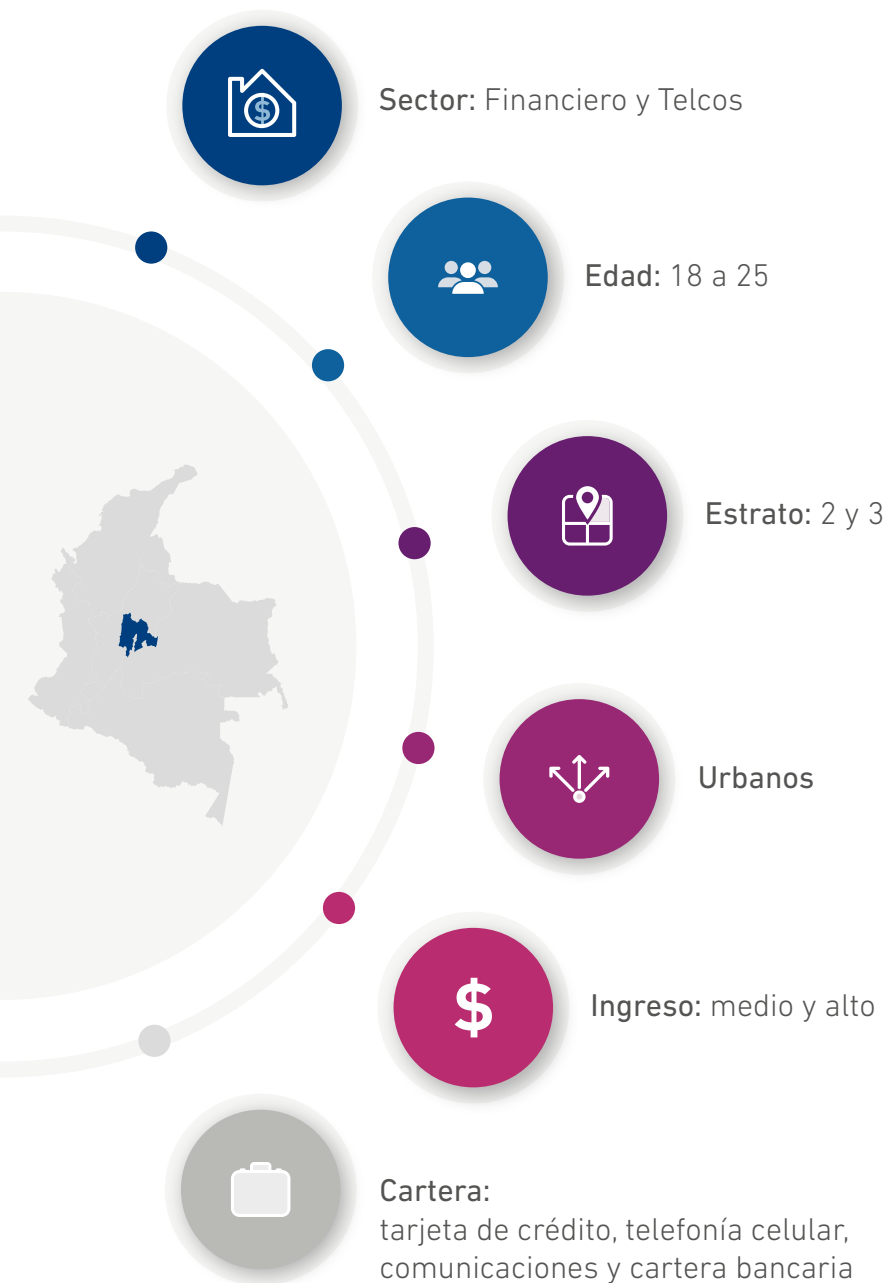 $
Sector: Financiero y Telcos
Edad: 18 a 25
Estrato: 2 y 3
Urbanos
$
Ingreso: medio y alto
Cartera:
tarjeta de crédito, telefonía celular,
comunicaciones y cartera bancaria